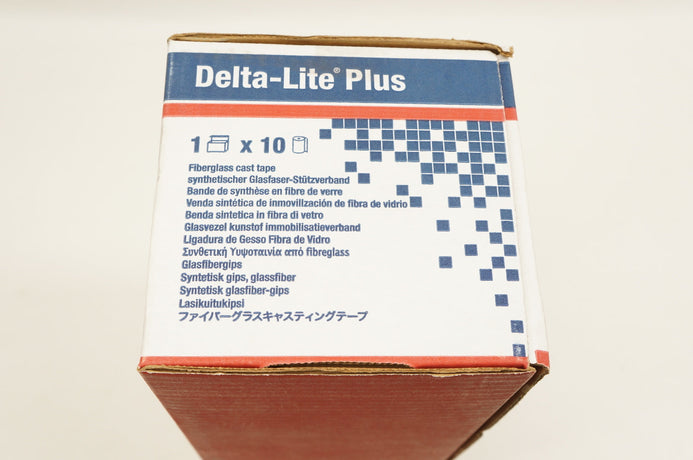 Delta-Lite® Plus
1 x 10
Fiberglass cast tape
synthetischer Glasfaser-Stützverband
Bande de synthèse en fibre de verre
Venda sintética de inmovilización de fibra de vidrio
Benda sintetica in fibra di vetro
Glasvezel kunstof immobilisatieverband
Ligadura de Gesso Fibra de Vidro
Συνθετική Υψοταινία από fibreglass
Glasfibergips
Syntetisk gips, glassfiber
Syntetisk glasfiber-gips
Lasikuitukipsi
ファイバーグラスキャスティングテープ